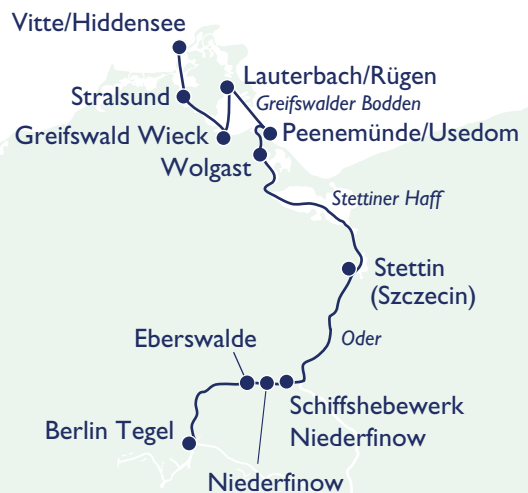 Vitte/Hiddensee
Lauterbach/Rügen
Stralsund
Greifswalder Bodden
Greifswald Wieck
Peenemünde/Usedom
Wolgast
Stettiner Haff
Stettin
(Szczecin)
Eberswalde
Oder
Schiffshebewerk
Niederfinow
Berlin Tegel
Niederfinow